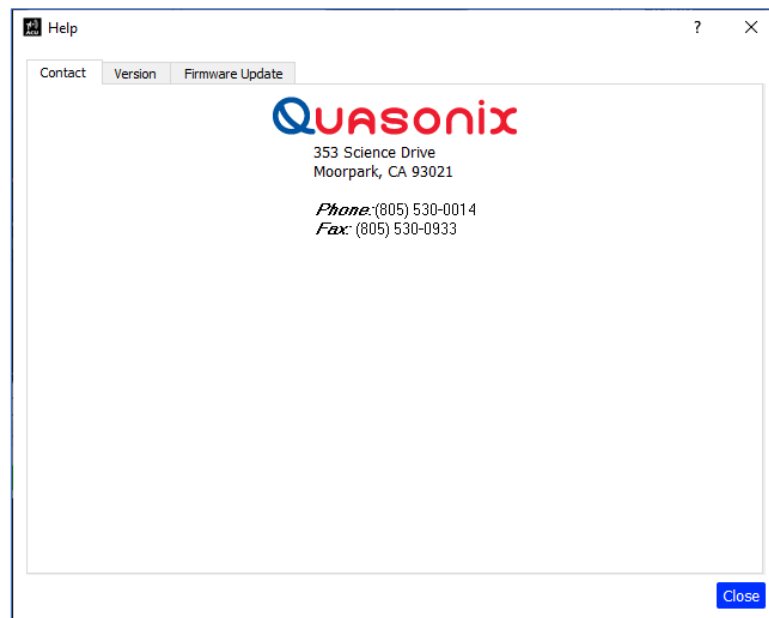 ACU Help ?
Contact Version Firmware Update
Quasonix
353 Science Drive
Moorpark, CA 93021
Phone:(805) 530-0014
Fax: (805) 530-0933
Close